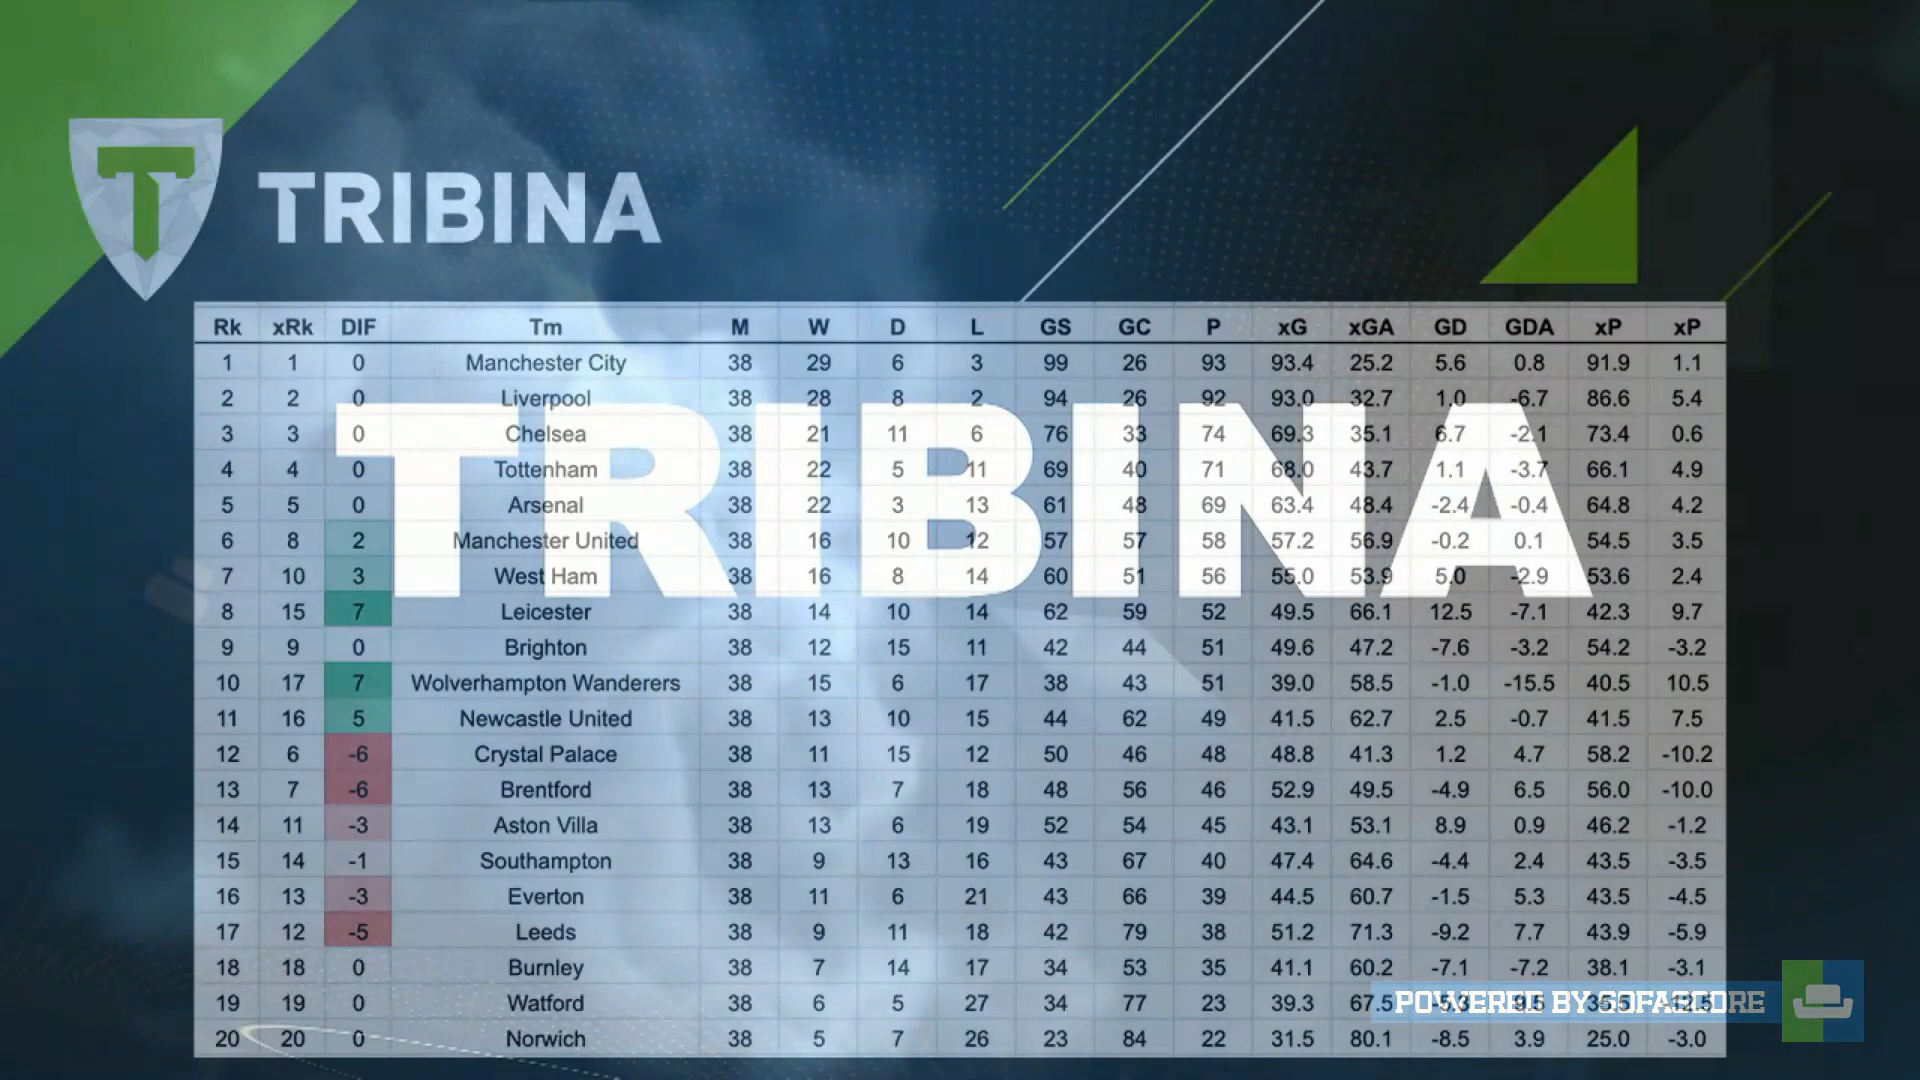 TRIBINA
Rk xRk DIF Tm M W D L GS GC P xG xGA GD GDA xP xP
1 1 0 Manchester City 38 29 6 3 99 26 93 93.4 25.2 5.6 0.8 91.9 1.1
2 2 0 Liverpool 38 28 8 2 94 26 92 93.0 32.7 1.0 -6.7 86.6 5.4
3 3 0 Chelsea 38 21 11 6 76 33 74 69.3 35.1 6.7 -2.1 73.4 0.6
4 4 0 Tottenham 38 22 5 11 69 40 71 68.0 43.7 1.1 -3.7 66.1 4.9
TRIBINA
5 5 0 Arsenal 38 22 3 13 61 48 69 63.4 48.4 -2.4 -0.4 64.8 4.2
6 8 2 Manchester United 38 16 10 12 57 57 58 57.2 56.9 -0.2 0.1 54.5 3.5
7 10 3 West Ham 38 16 8 14 60 51 56 55.0 53.9 5.0 -2.9 53.6 2.4
8 15 7 Leicester 38 14 10 14 62 59 52 49.5 66.1 12.5 -7.1 42.3 9.7
9 9 0 Brighton 38 12 15 11 42 44 51 49.6 47.2 -7.6 -3.2 54.2 -3.2
10 17 7 Wolverhampton Wanderers 38 15 6 17 38 43 51 39.0 58.5 -1.0 -15.5 40.5 10.5
11 16 5 Newcastle United 38 13 10 15 44 62 49 41.5 62.7 2.5 -0.7 41.5 7.5
12 6 -6 Crystal Palace 38 11 15 12 50 46 48 48.8 41.3 1.2 4.7 58.2 -10.2
13 7 -6 Brentford 38 13 7 18 48 56 46 52.9 49.5 -4.9 6.5 56.0 -10.0
14 11 -3 Aston Villa 38 13 6 19 52 54 45 43.1 53.1 8.9 0.9 46.2 -1.2
15 14 -1 Southampton 38 9 13 16 43 67 40 47.4 64.6 -4.4 2.4 43.5 -3.5
16 13 -3 Everton 38 11 6 21 43 66 39 44.5 60.7 -1.5 5.3 43.5 -4.5
17 12 -5 Leeds 38 9 11 18 42 79 38 51.2 71.3 -9.2 7.7 43.9 -5.9
18 18 0 Burnley 38 7 14 17 34 53 35 41.1 60.2 -7.1 -7.2 38.1 -3.1
19 19 0 Watford 38 6 5 27 34 77 23 39.3 67.5
POWERED BY SOFASCORE
20 20 0 Norwich 38 5 7 26 23 84 22 31.5 80.1 -8.5 3.9 25.0 -3.0